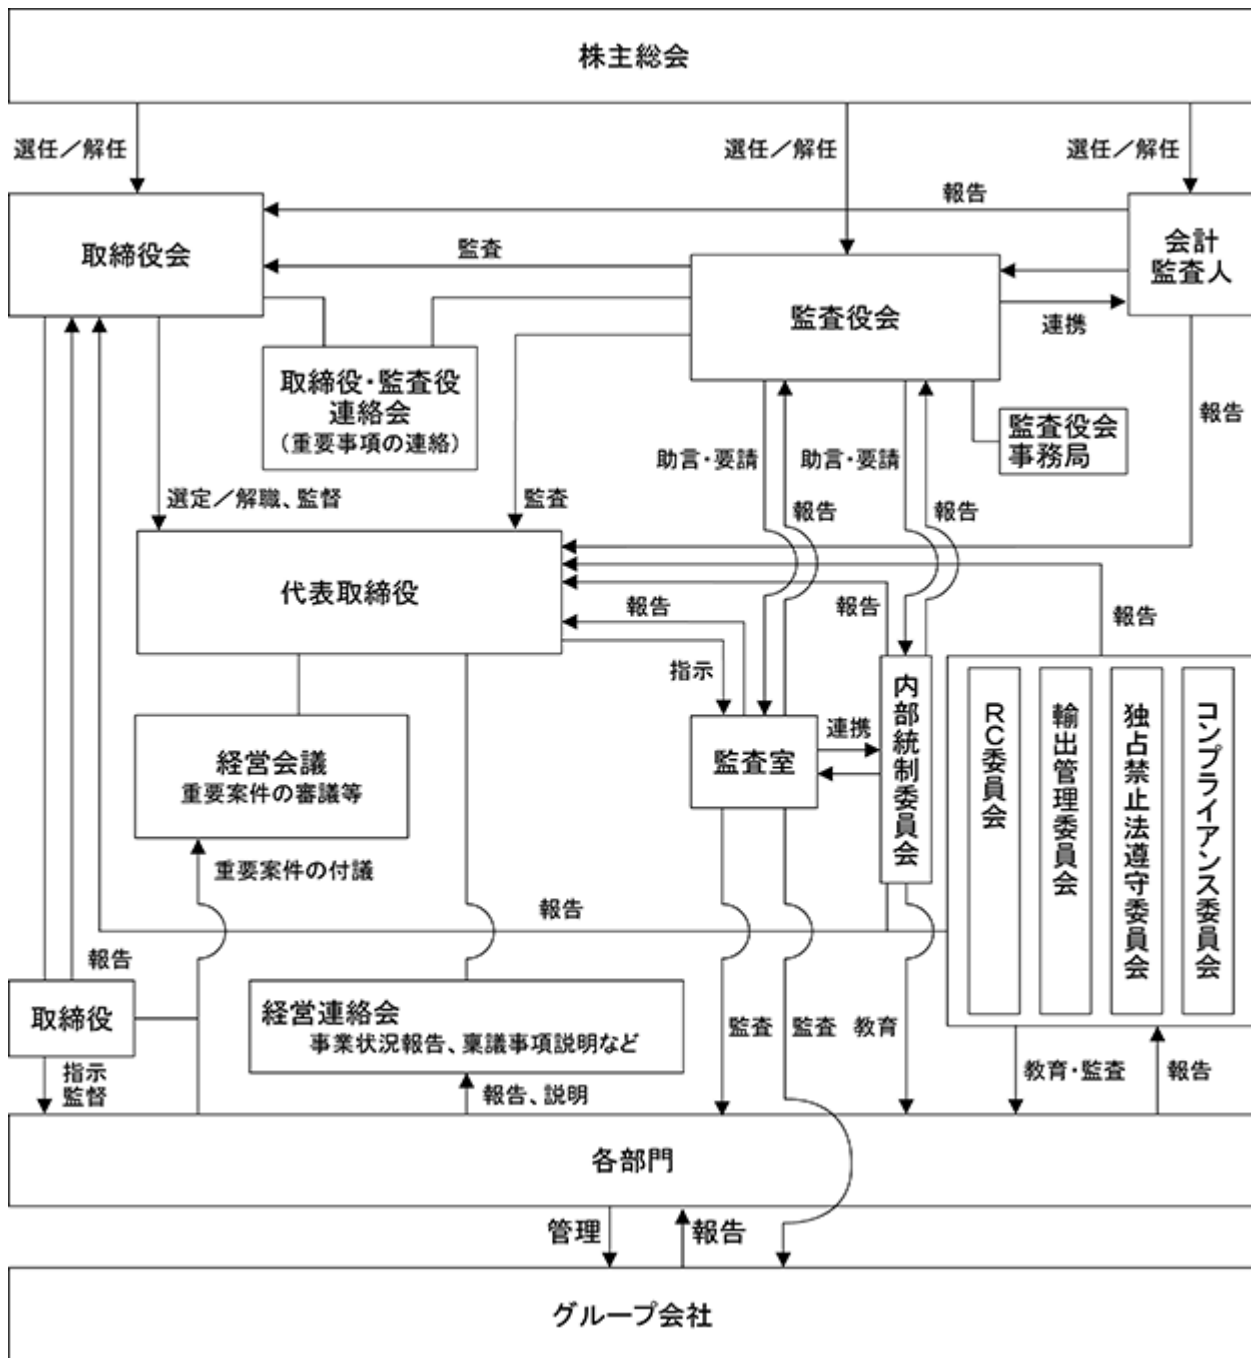 株主総会
選任／解任
選任／解任
選任／解任
報告
取締役会
監査
会計
監査人
監査役会
連携
取締役・監査役
連絡会
（重要事項の連絡）
監査役会
事務局
報告
助言・要請
助言・要請
選定／解職、監督
監査
報告
報告
代表取締役
報告
報告
報告
指示
経営会議
重要案件の審議等
監査室
連携
内部統制委員会
RC委員会
輸出管理委員会
独占禁止法遵守委員会
コンプライアンス委員会
重要案件の付議
報告
報告
取締役
経営連絡会
事業状況報告、稟議事項説明など
監査
監査
教育
指示
監督
報告、説明
教育・監査
報告
各部門
管理
報告
グループ会社